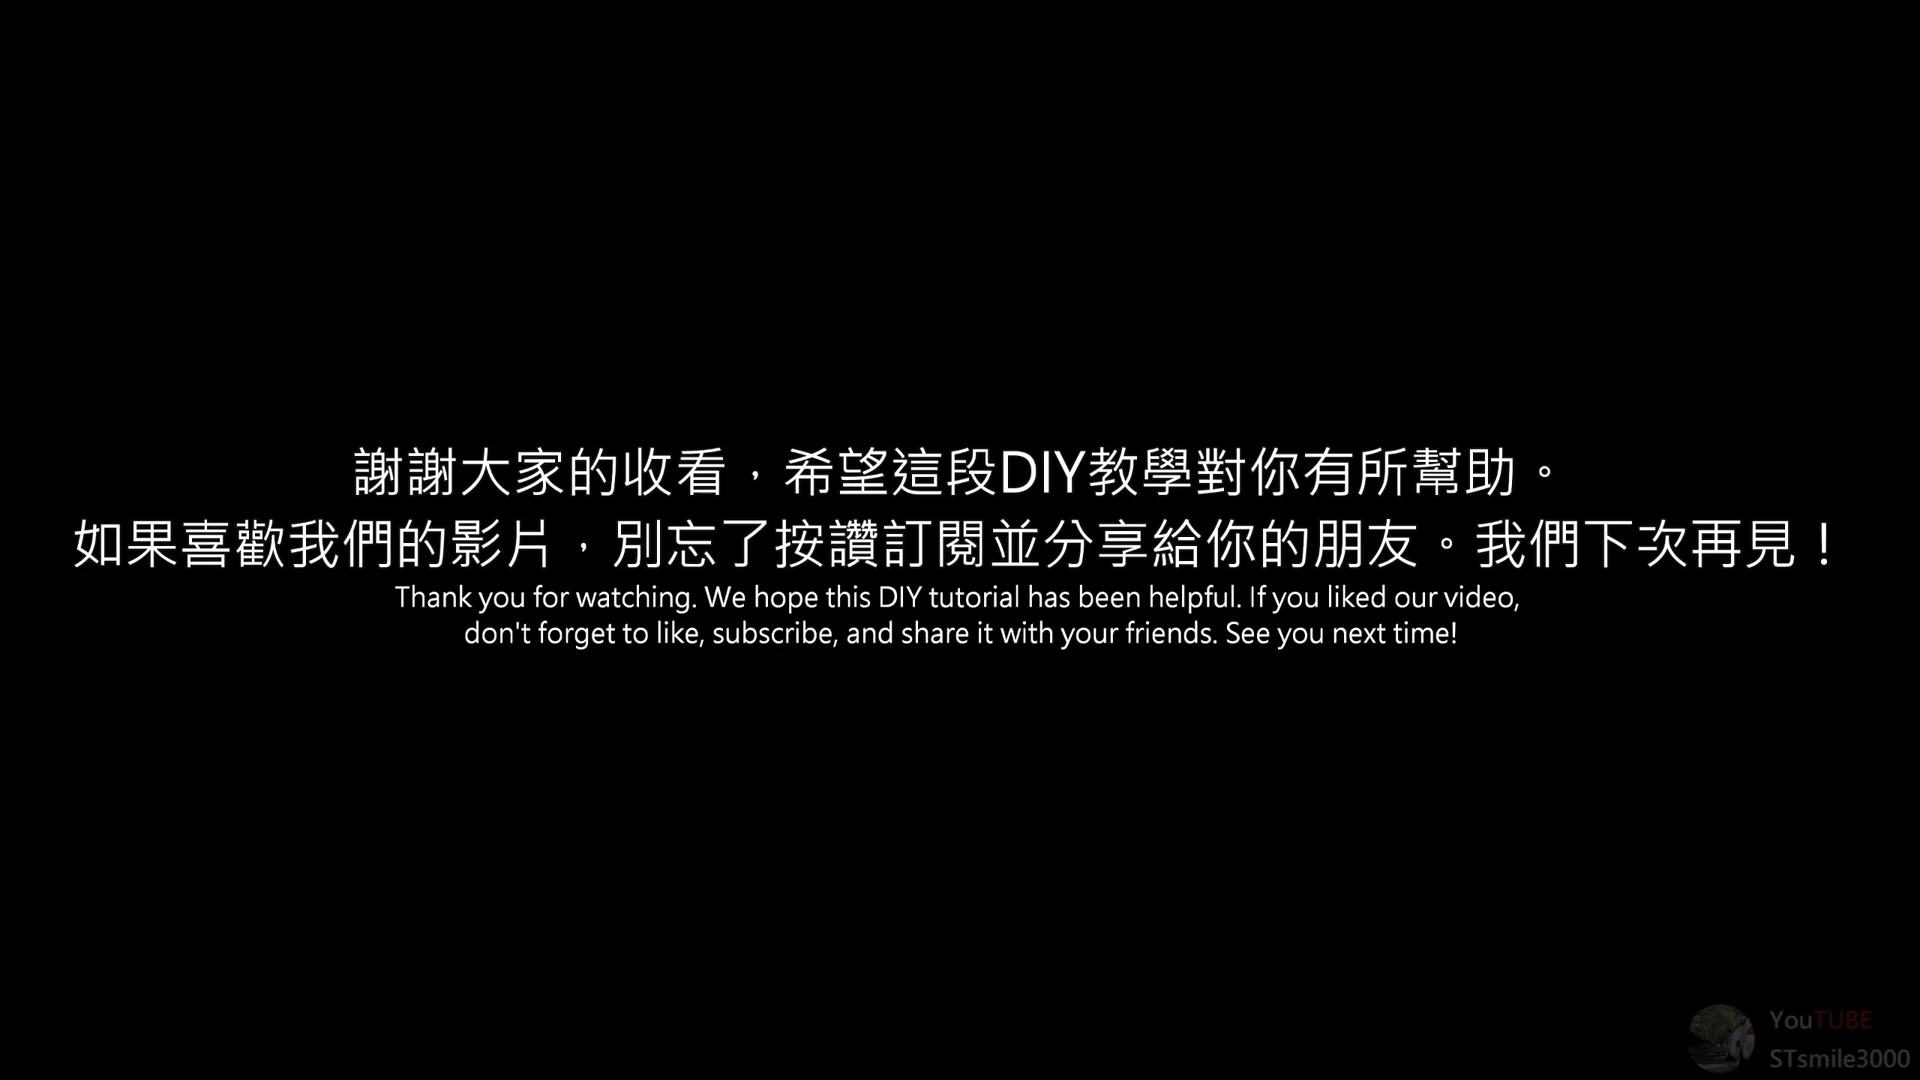 謝謝大家的收看，希望這段DIY教學對你有所幫助。
如果喜歡我們的影片，別忘了按讚訂閱並分享給你的朋友。我們下次再見！
Thank you for watching. We hope this DIY tutorial has been helpful. If you liked our video,
don't forget to like, subscribe, and share it with your friends. See you next time!
YouTUBE
STsmile3000